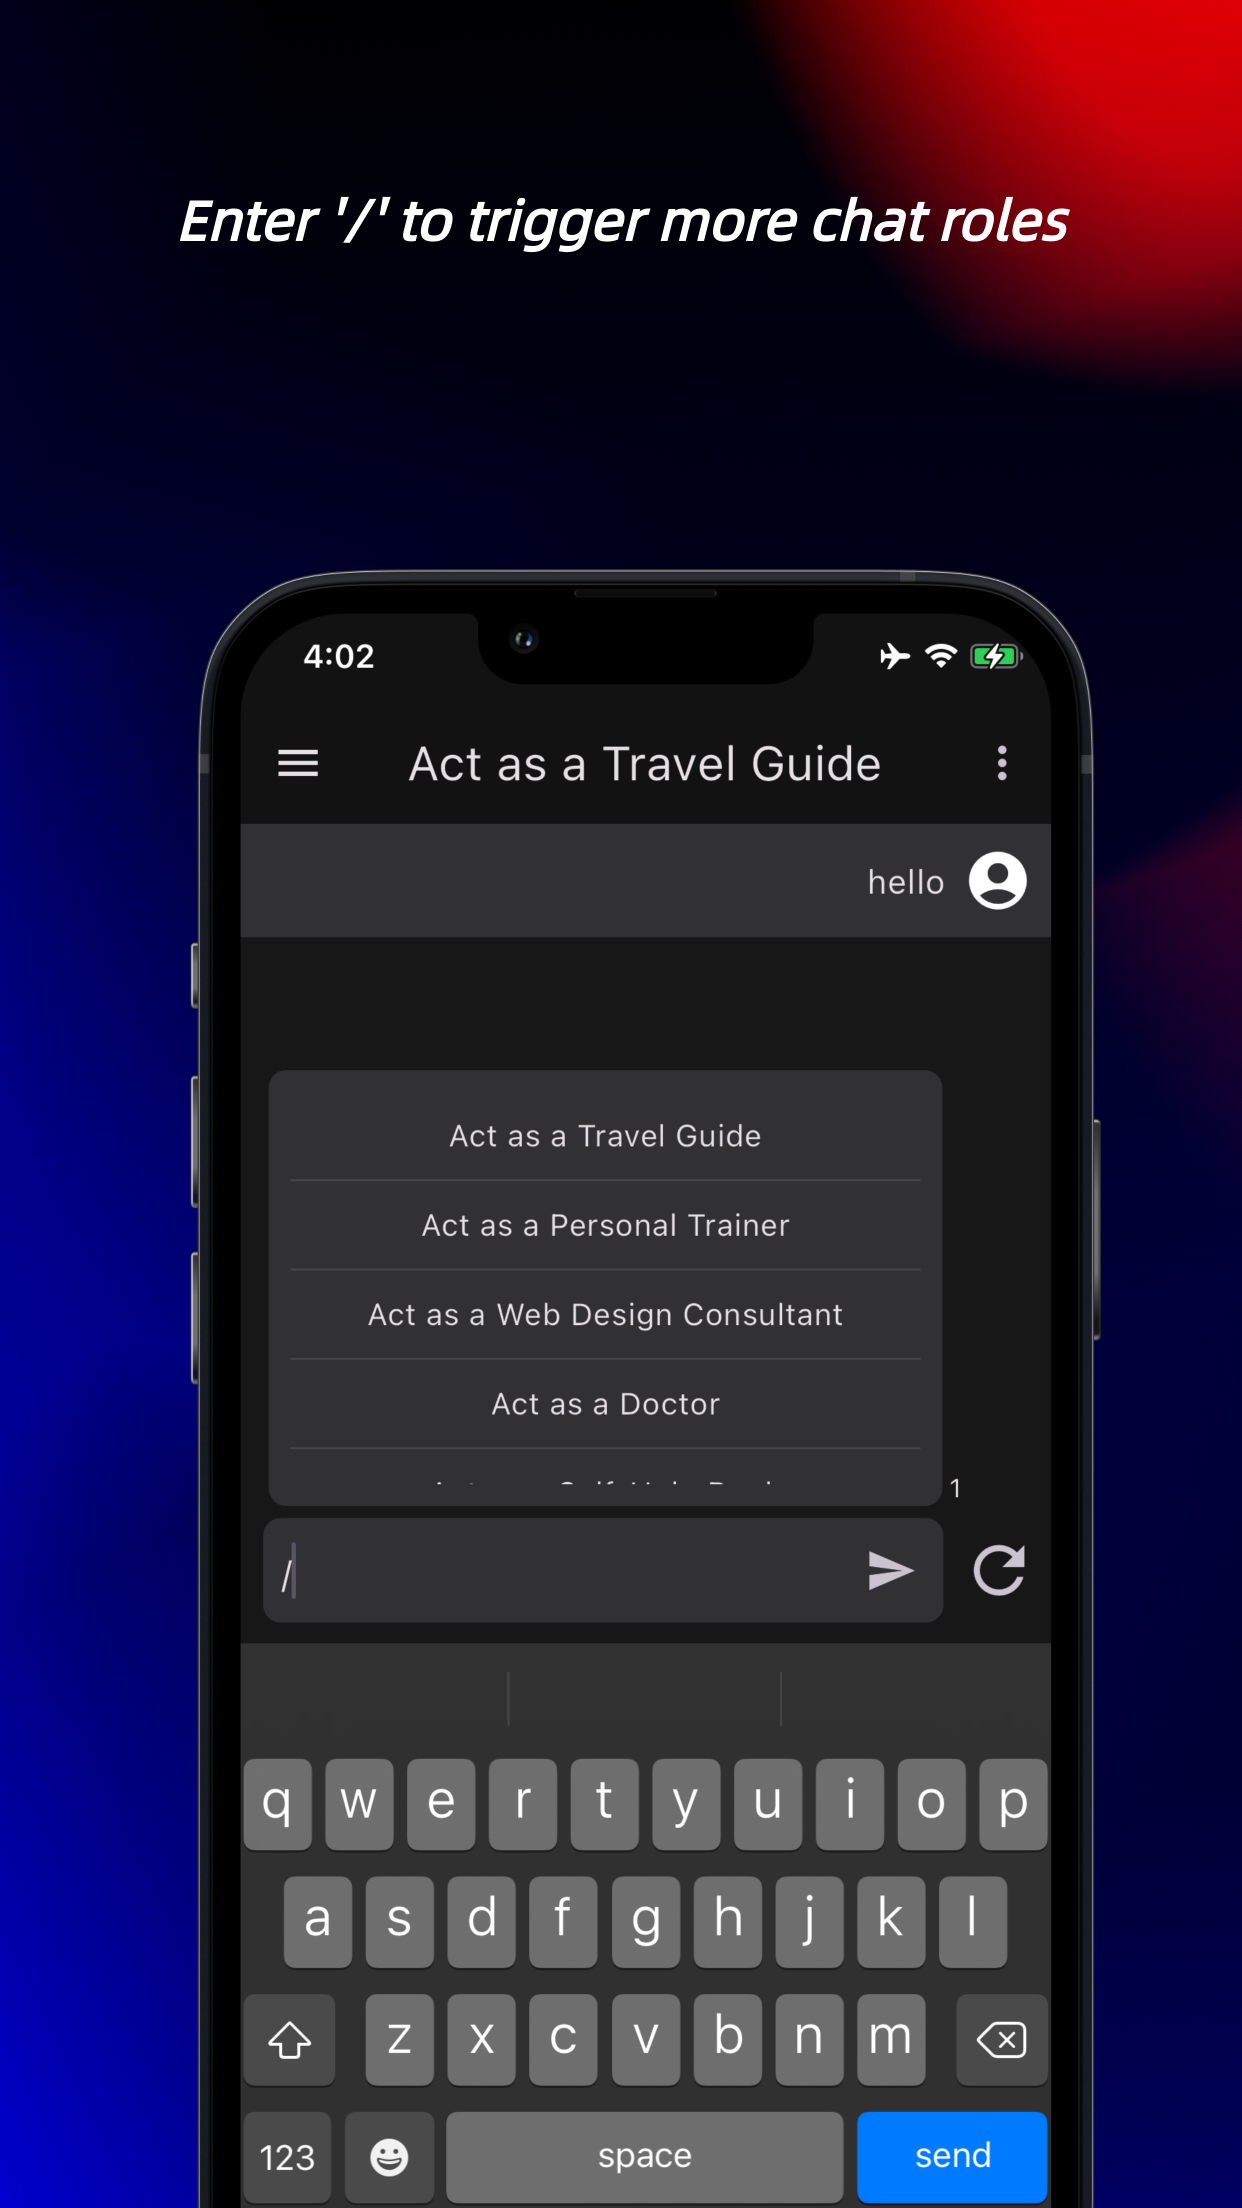 Enter '/' to trigger more chat roles
4:02
Act as a Travel Guide
hello
Act as a Travel Guide
Act as a Personal Trainer
Act as a Web Design Consultant
Act as a Doctor
1
/
q w e r t y u i o p
a s d f g h j k l
z x c v b n m
123 space send